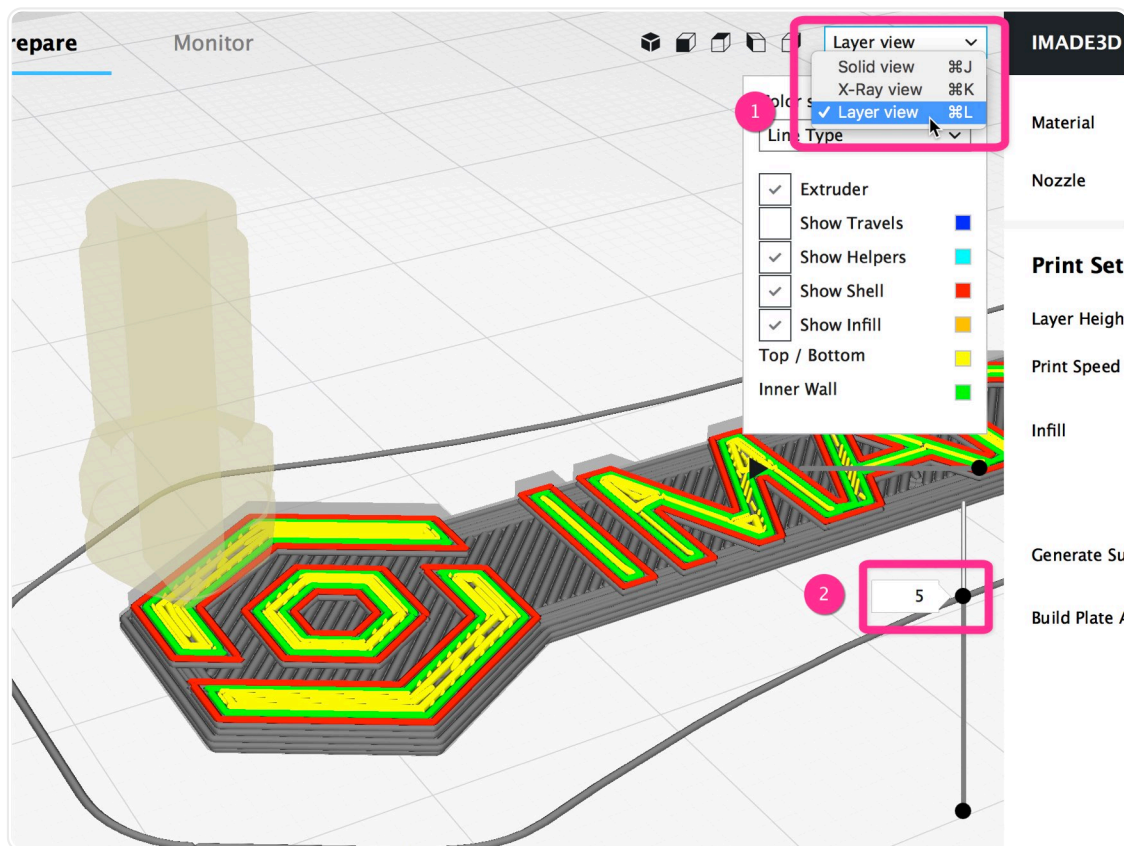 repare
Monitor
Layer view
Solid view ⌘J
X-Ray view ⌘K
✓ Layer view ⌘L
1
olor s
Line Type
Extruder
Show Travels
Show Helpers
Show Shell
Show Infill
Top / Bottom
Inner Wall
2
5
IMADE3D
Material
Nozzle
Print Set
Layer Heigh
Print Speed
Infill
Generate Su
Build Plate A
IMA